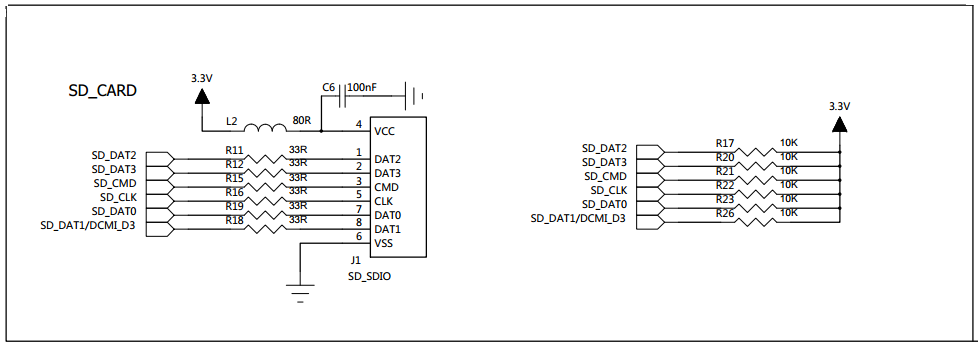 SD_CARD
3.3V
C6 100nF
L2 80R
4 VCC
SD_DAT2 R11 33R 1 DAT2
SD_DAT3 R12 33R 2 DAT3
SD_CMD R15 33R 3 CMD
SD_CLK R16 33R 5 CLK
SD_DAT0 R19 33R 7 DAT0
SD_DAT1/DCMI_D3 R18 33R 8 DAT1
6 VSS
J1
SD_SDIO
3.3V
SD_DAT2 R17 10K
SD_DAT3 R20 10K
SD_CMD R21 10K
SD_CLK R22 10K
SD_DAT0 R23 10K
SD_DAT1/DCMI_D3 R26 10K